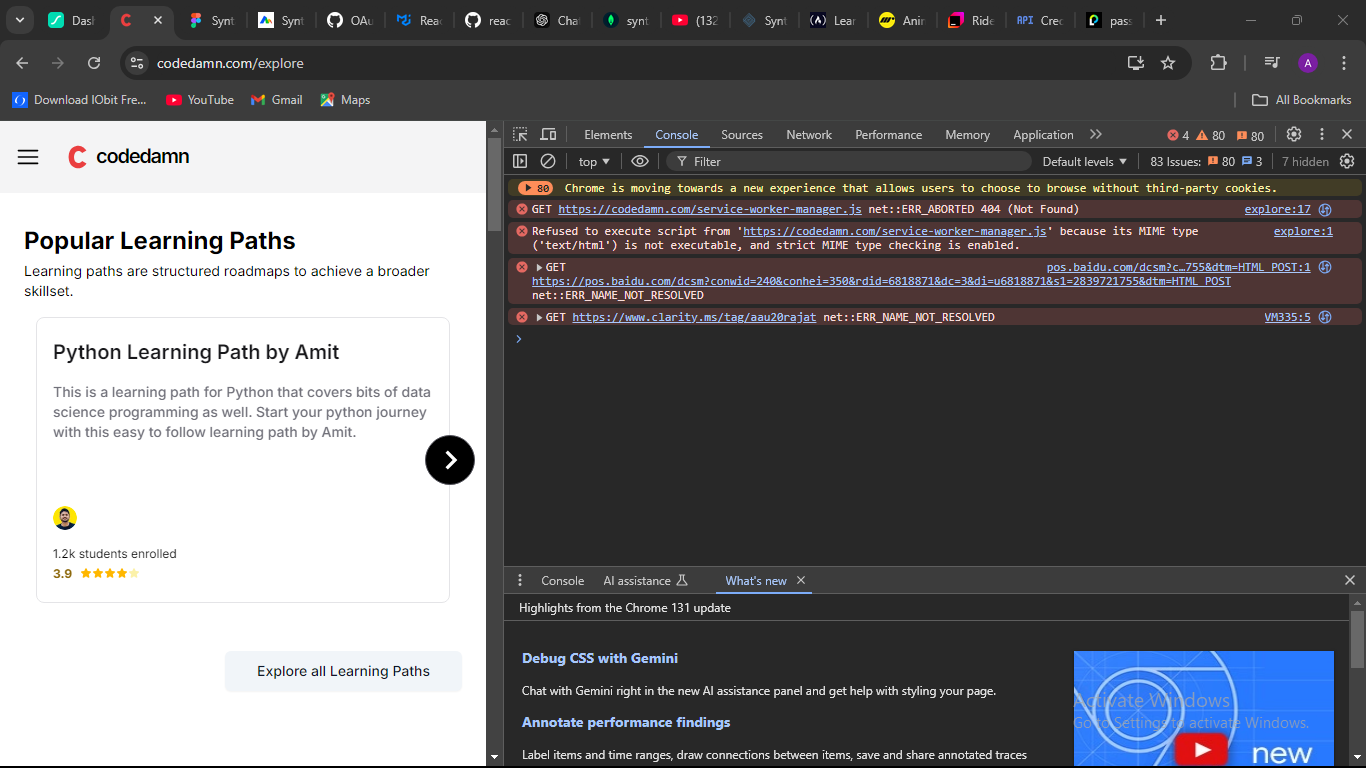 Dash
Synt
Synt
OAu
Reac
reac
Chat
synt
(132
Synt
Lear
Anir
Ride
API Crec
pass
codedamn.com/explore
A
Download IObit Fre...
YouTube
Gmail
Maps
All Bookmarks
codedamn
Popular Learning Paths
Learning paths are structured roadmaps to achieve a broader
skillset.
Python Learning Path by Amit
This is a learning path for Python that covers bits of data
science programming as well. Start your python journey
with this easy to follow learning path by Amit.
1.2k students enrolled
3.9
Explore all Learning Paths
Elements Console Sources Network Performance Memory Application 4 80 80
top Filter Default levels 83 Issues: 80 3 7 hidden
80 Chrome is moving towards a new experience that allows users to choose to browse without third-party cookies.
GET https://codedamn.com/service-worker-manager.js net::ERR_ABORTED 404 (Not Found) explore:17
Refused to execute script from 'https://codedamn.com/service-worker-manager.js' because its MIME type explore:1
('text/html') is not executable, and strict MIME type checking is enabled.
GET pos.baidu.com/dcsm?c…755&dtm=HTML_POST:1
https://pos.baidu.com/dcsm?conwid=240&conhei=350&rdid=6818871&dc=3&di=u6818871&s1=2839721755&dtm=HTML_POST
net::ERR_NAME_NOT_RESOLVED
GET https://www.clarity.ms/tag/aau20rajat net::ERR_NAME_NOT_RESOLVED VM335:5
Console AI assistance What's new
Highlights from the Chrome 131 update
Debug CSS with Gemini
Chat with Gemini right in the new AI assistance panel and get help with styling your page.
Annotate performance findings
Label items and time ranges, draw connections between items, save and share annotated traces
Activate Windows
Go to Settings to activate Windows.
new